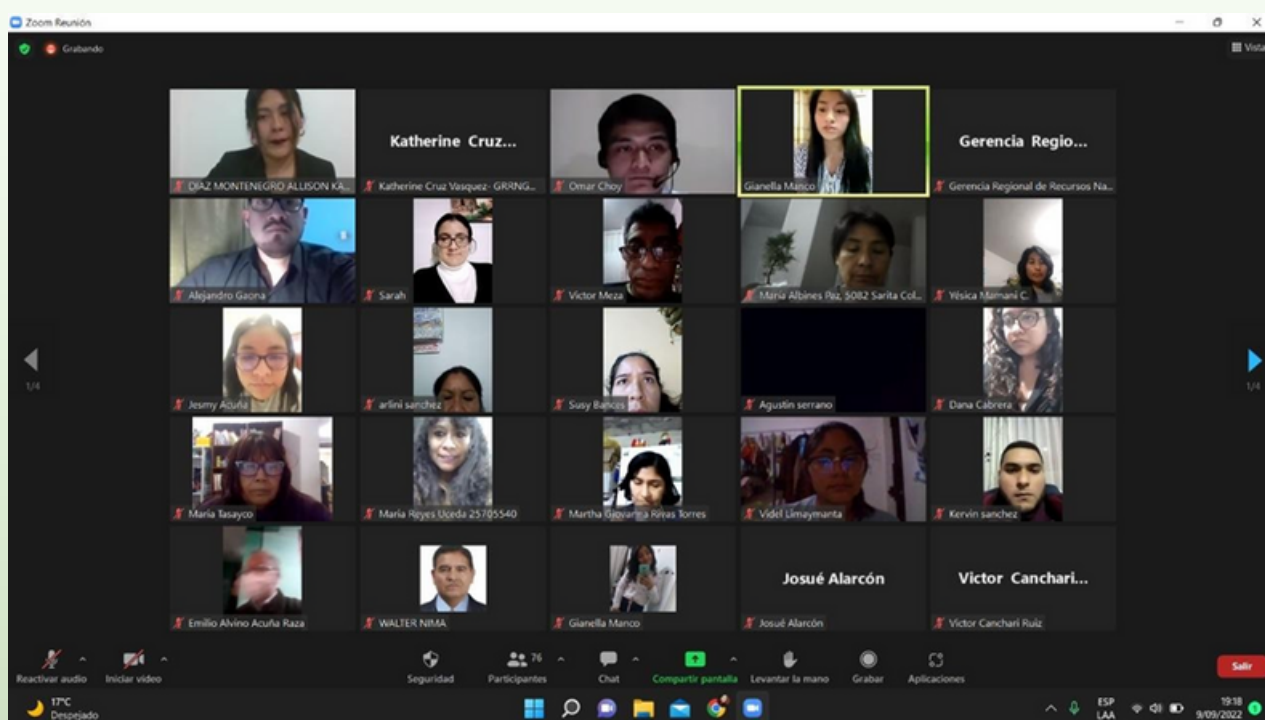 Zoom Reunión
Grabando
Vista
DIAZ MONTENEGRO ALLISON KA...
Katherine Cruz...
Katherine Cruz Vasquez- GRRNG...
Omar Choy
Gianella Manco
Gerencia Regio...
Gerencia Regional de Recursos Na...
Alejandro Gaona
Sarah
Victor Meza
Maria Albines Paz, 5082 Sarita Col...
Yésica Mamani C.
Jesmy Acuña
arlini sanchez
Susy Bances
Agustin serrano
Dana Cabrera
María Tasayco
Maria Reyes Uceda 25705540
Martha Giovanna Rivas Torres
Videl Limaymanta
Kervin sanchez
Emilio Alvino Acuña Raza
WALTER NIMA
Gianella Manco
Josué Alarcón
Josué Alarcón
Victor Canchari...
Victor Canchari Ruiz
1/4
1/4
Reactivar audio
Iniciar video
Seguridad
76
Participantes
Chat
Compartir pantalla
Levantar la mano
Grabar
Aplicaciones
Salir
17°C
Despejado
ESP
LAA
19:18
9/09/2022
1